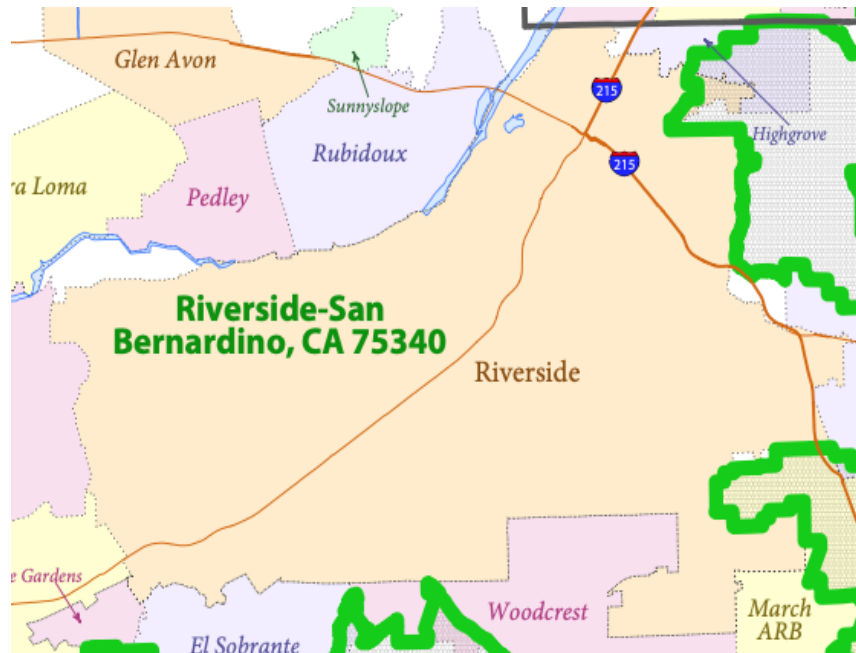 Glen Avon
Sunnyslope
215
Highgrove
Rubidoux
215
ra Loma
Pedley
Riverside-San
Bernardino, CA 75340
Riverside
e Gardens
Woodcrest
March
ARB
El Sobrante